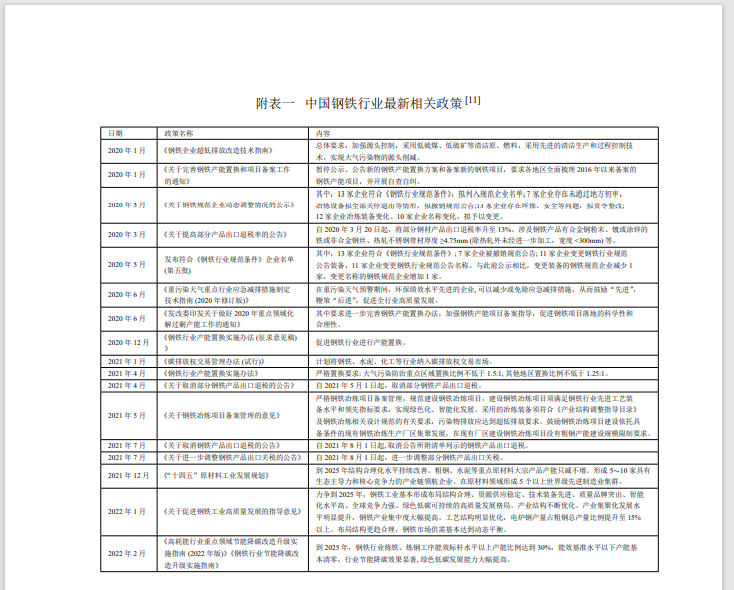 附表一 中国钢铁行业最新相关政策 [11]
日期 政策名称 内容
2020 年 1 月 《钢铁企业超低排放改造技术指南》 总体要求，加强源头控制，采用低硫煤、低硫矿等清洁原、燃料，采用先进的清洁生产和过程控制技
术，实现大气污染物的源头削减。
2020 年 1 月 《关于完善钢铁产能置换和项目备案工作
的通知》 暂停公示、公告新的钢铁产能置换方案和备案新的钢铁项目，要求各地区全面梳理 2016 年以来备案的
钢铁产能项目，并开展自查自纠。
2020 年 3 月 《关于钢铁规范企业动态调整情况的公示》 其中，13 家企业符合《钢铁行业规范条件》，拟列入规范企业名单; 7 家企业存在未通过地方初审，
冶炼设备拟全部关停退出等情形，拟撤销规范公告; 13 家企业存在环保、安全等问题，拟责令整改;
12 家企业冶炼装备变化、10 家企业名称变化，拟予以变更。
2020 年 3 月 《关于提高部分产品出口退税率的公告》 自 2020 年 3 月 20 起，将部分钢材产品出口退税率升至 13%。涉及钢铁产品有合金钢粉末、镀或涂锌的
铁或非合金钢丝、热轧不锈钢带材厚度 ≥4.75mm (除热轧外未经进一步加工，宽度 <300mm) 等。
2020 年 5 月 发布符合《钢铁行业规范条件》企业名单
(第五批) 其中，13 家企业符合《钢铁行业规范条件》; 7 家企业被撤销规范公告; 11 家企业变更钢铁行业规范
公告装备，11 家企业变更钢铁行业规范公告名称。与此前公示相比，变更装备的钢铁规范企业减少 1
家，变更名称的钢铁规范企业增加 1 家。
2020 年 6 月 《重污染天气重点行业应急减排措施制定
技术指南 (2020 年修订版)》 在重污染天气预警期间，环保绩效水平先进的企业, 可以减少或免除应急减排措施，从而鼓励“先进”，
鞭策“后进”，促进全行业高质量发展。
2020 年 6 月 《发改委印发关于做好 2020 年重点领域化
解过剩产能工作的通知》 其中要求进一步完善钢铁产能置换办法，加强钢铁产能项目备案指导，促进钢铁项目落地的科学性和
合理性。
2020 年 12 月 《钢铁行业产能置换实施办法 (征求意见稿)
》 促进钢铁行业进行产能置换。
2021 年 1 月 《碳排放权交易管理办法 (试行)》 计划将钢铁、水泥、化工等行业纳入碳排放权交易市场。
2021 年 4 月 《钢铁行业产能置换实施办法》 严格置换要求: 大气污染防治重点区域置换比例不低于 1.5:1, 其他地区置换比例不低于 1.25:1。
2021 年 4 月 《关于取消部分钢铁产品出口退税的公告》 自 2021 年 5 月 1 日起，取消部分钢铁产品出口退税。
2021 年 5 月 《关于钢铁冶炼项目备案管理的意见》 严格钢铁冶炼项目备案管理，规范建设钢铁冶炼项目，建设钢铁冶炼项目须满足钢铁行业先进工艺装
备水平和领先指标要求，实现绿色化、智能化发展。采用的冶炼装备须符合《产业结构调整指导目录》
及钢铁冶炼相关设计规范的有关要求，污染物排放应达到超低排放要求。鼓励钢铁冶炼项目建设依托具
备条件的现有钢铁冶炼生产厂区集聚发展，在现有厂区建设钢铁冶炼项目没有粗钢产能建设规模限制要求。
2021 年 7 月 《关于取消钢铁产品出口退税的公告》 自 2021 年 8 月 1 日起, 取消公告所附清单列示的钢铁产品出口退税。
2021 年 7 月 《关于进一步调整钢铁产品出口关税的公告》 自 2021 年 8 月 1 日起，进一步调整部分钢铁产品出口关税。
2021 年 12 月 《“十四五”原材料工业发展规划》 到 2025 年结构合理化水平持续改善。粗钢、水泥等重点原材料大宗产品产能只减不增，形成 5～10 家具有
生态主导力和核心竞争力的产业链领航企业。在原材料领域形成 5 个以上世界级先进制造业集群。
2022 年 1 月 《关于促进钢铁工业高质量发展的指导意见》 力争到 2025 年，钢铁工业基本形成布局结构合理、资源供应稳定、技术装备先进、质量品牌突出、智能
化水平高、全球竞争力强、绿色低碳可持续的高质量发展格局。产业结构不断优化。产业集聚化发展水
平明显提升，钢铁产业集中度大幅提高。工艺结构明显优化，电炉钢产量占粗钢总产量比例提升至 15%
以上。布局结构更趋合理，钢铁市场供需基本达到动态平衡。
2022 年 2 月 《高耗能行业重点领域节能降碳改造升级实
施指南 (2022 年版)》《钢铁行业节能降碳改
造升级实施指南》 到 2025 年，钢铁行业炼铁、炼钢工序能效标杆水平以上产能比例达到 30%，能效基准水平以下产能基
本清零，行业节能降碳效果显著, 绿色低碳发展能力大幅提高。